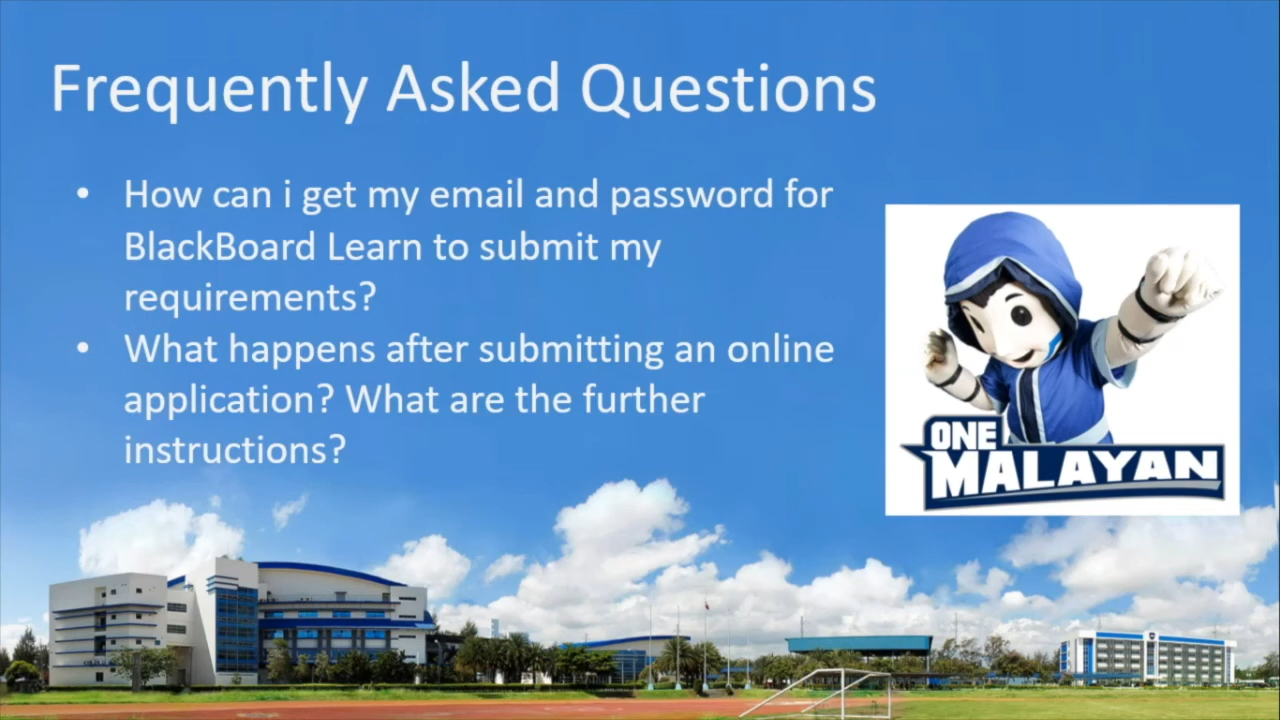 Frequently Asked Questions
• How can i get my email and password for
BlackBoard Learn to submit my
requirements?
• What happens after submitting an online
application? What are the further
instructions?
ONE
MALAYAN